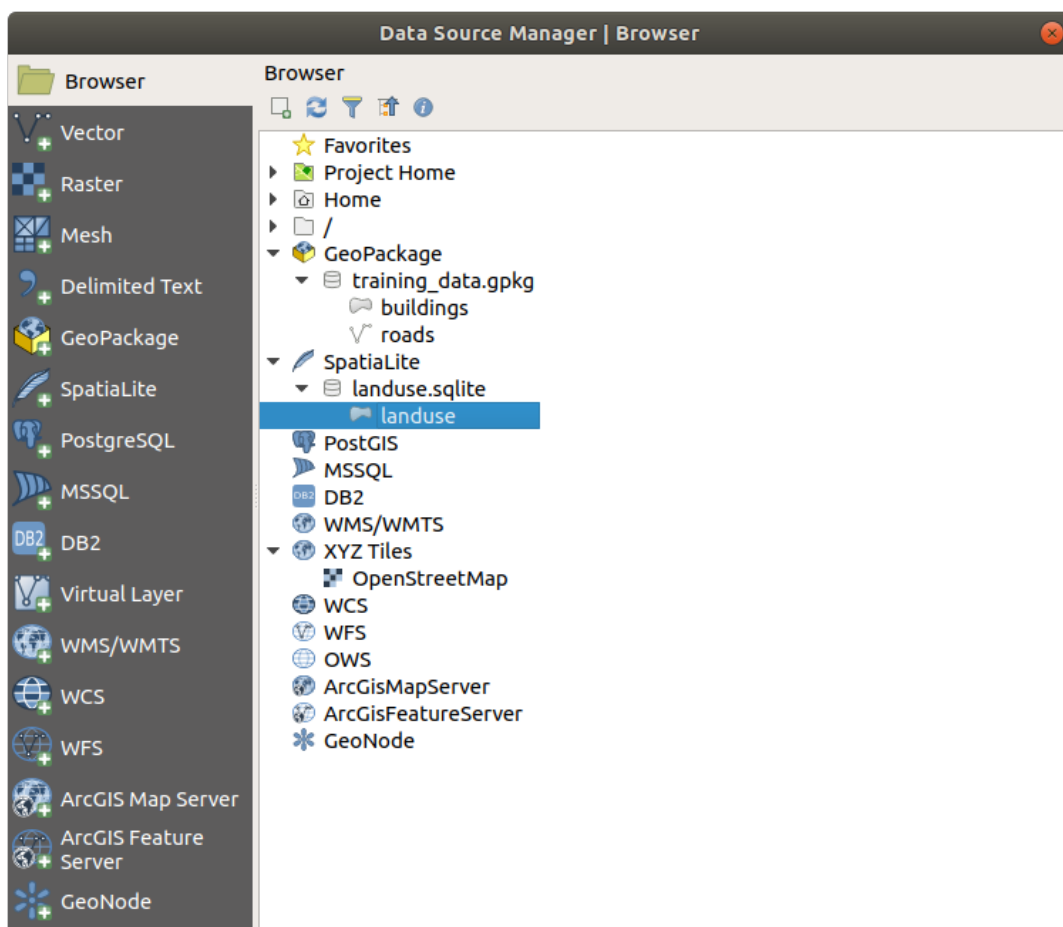 Data Source Manager | Browser
Browser
Vector
Raster
Mesh
Delimited Text
GeoPackage
SpatiaLite
PostgreSQL
MSSQL
DB2
DB2
Virtual Layer
WMS/WMTS
WCS
WFS
ArcGIS Map Server
ArcGIS Feature
Server
GeoNode
Browser
Favorites
Project Home
Home
/
GeoPackage
training_data.gpkg
buildings
roads
SpatiaLite
landuse.sqlite
landuse
PostGIS
MSSQL
DB2
DB2
WMS/WMTS
XYZ Tiles
OpenStreetMap
WCS
WFS
OWS
ArcGisMapServer
ArcGisFeatureServer
GeoNode